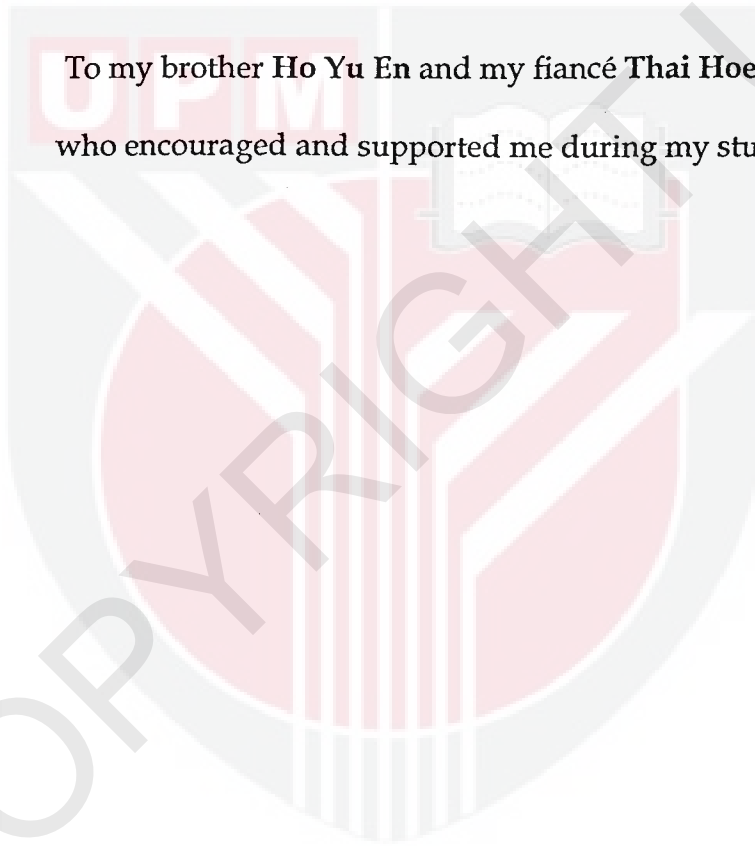 UPM
To my brother Ho Yu En and my fiancé Thai Hoe
who encouraged and supported me during my stu
OPYRIGHT